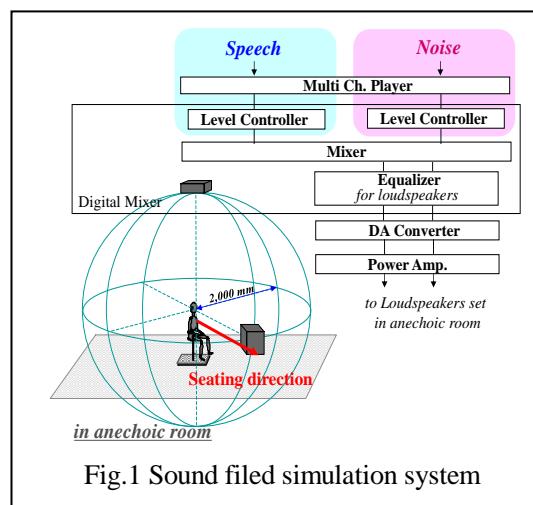 Speech Noise
Multi Ch. Player
Level Controller Level Controller
Mixer
Equalizer
for loudspeakers
Digital Mixer
DA Converter
Power Amp.
2,000 mm
to Loudspeakers set
in anechoic room
Seating direction
in anechoic room
Fig.1 Sound filed simulation system